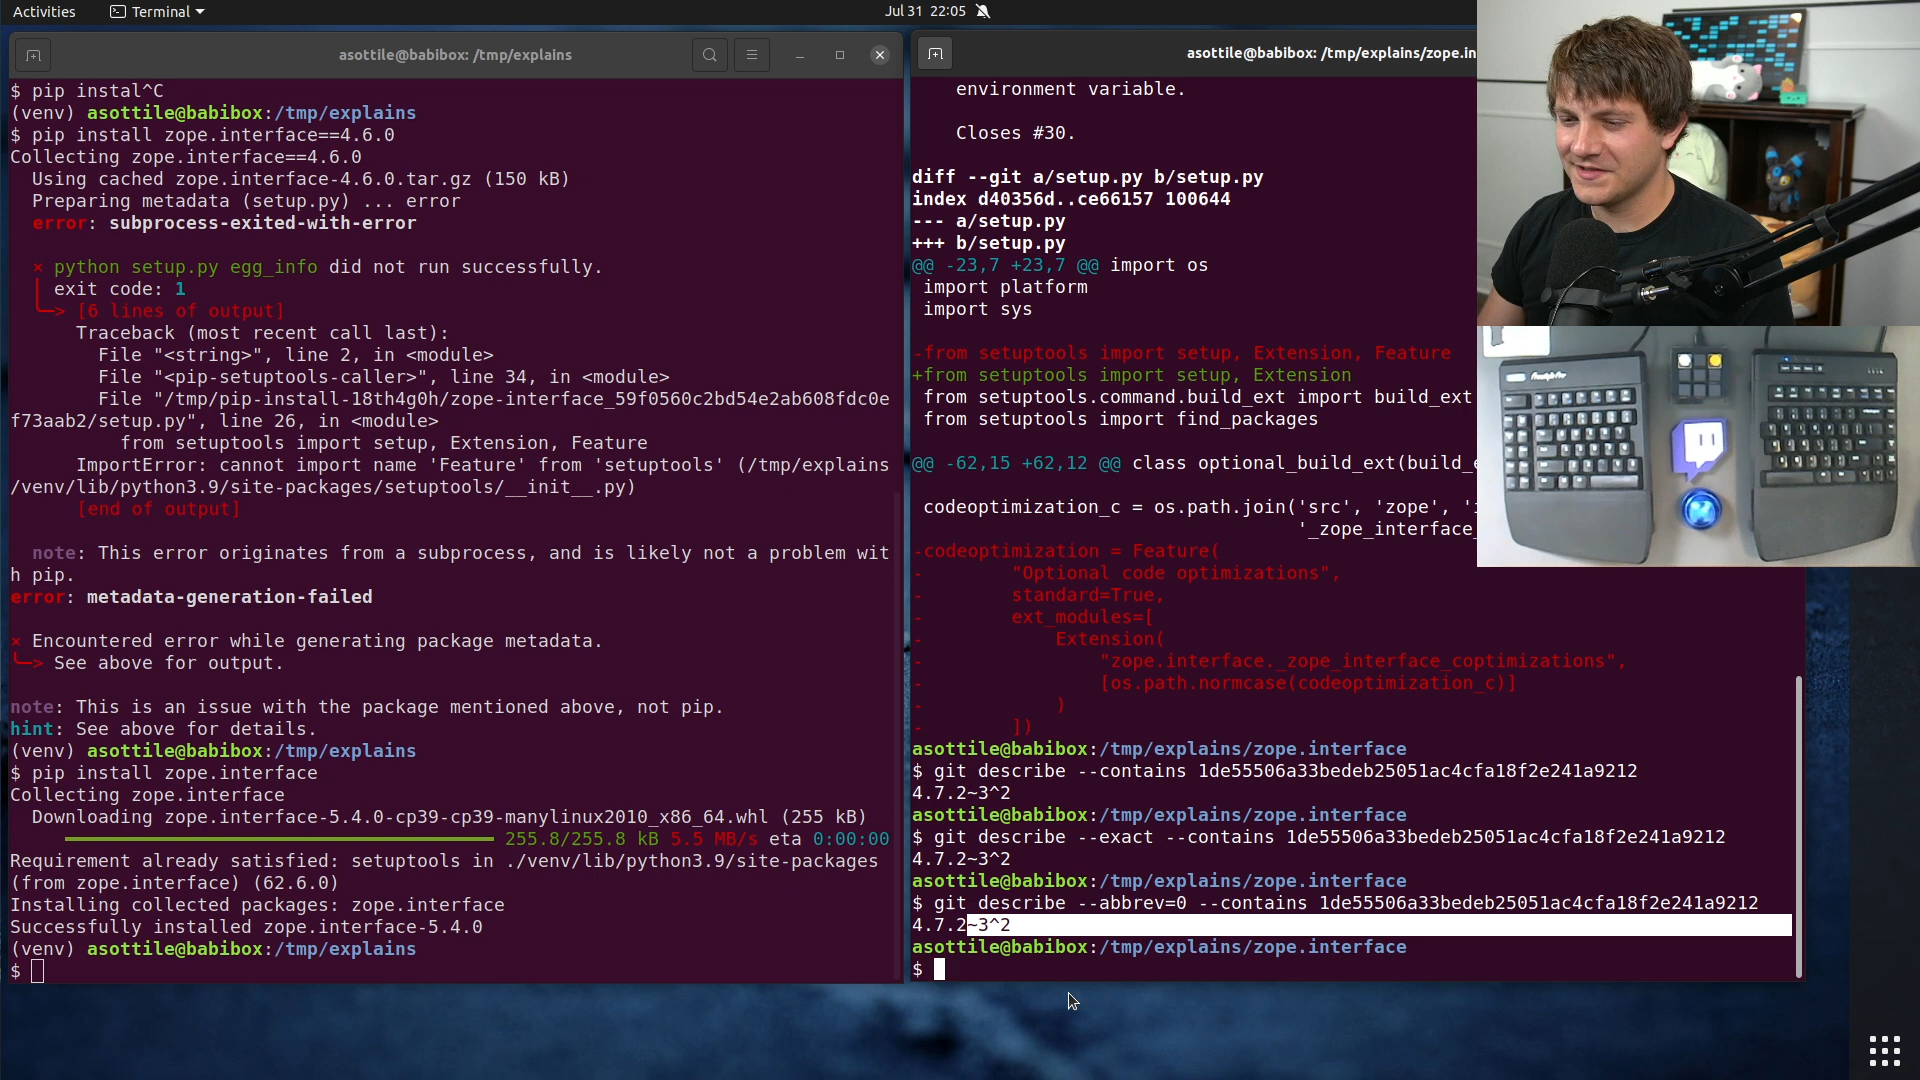 Activities
Terminal
Jul 31 22:05
asottile@babibox: /tmp/explains
$ pip instal^C
(venv) asottile@babibox:/tmp/explains
$ pip install zope.interface==4.6.0
Collecting zope.interface==4.6.0
  Using cached zope.interface-4.6.0.tar.gz (150 kB)
  Preparing metadata (setup.py) ... error
  error: subprocess-exited-with-error
  × python setup.py egg_info did not run successfully.
  │ exit code: 1
  ╰─> [6 lines of output]
      Traceback (most recent call last):
        File "<string>", line 2, in <module>
        File "<pip-setuptools-caller>", line 34, in <module>
        File "/tmp/pip-install-18th4g0h/zope-interface_59f0560c2bd54e2ab608fdc0e
f73aab2/setup.py", line 26, in <module>
          from setuptools import setup, Extension, Feature
      ImportError: cannot import name 'Feature' from 'setuptools' (/tmp/explains
/venv/lib/python3.9/site-packages/setuptools/__init__.py)
      [end of output]
  note: This error originates from a subprocess, and is likely not a problem wit
h pip.
error: metadata-generation-failed
× Encountered error while generating package metadata.
╰─> See above for output.
note: This is an issue with the package mentioned above, not pip.
hint: See above for details.
(venv) asottile@babibox:/tmp/explains
$ pip install zope.interface
Collecting zope.interface
  Downloading zope.interface-5.4.0-cp39-cp39-manylinux2010_x86_64.whl (255 kB)
255.8/255.8 kB 5.5 MB/s eta 0:00:00
Requirement already satisfied: setuptools in ./venv/lib/python3.9/site-packages
(from zope.interface) (62.6.0)
Installing collected packages: zope.interface
Successfully installed zope.interface-5.4.0
(venv) asottile@babibox:/tmp/explains
$
asottile@babibox: /tmp/explains/zope.in
    environment variable.
    Closes #30.
diff --git a/setup.py b/setup.py
index d40356d..ce66157 100644
--- a/setup.py
+++ b/setup.py
@@ -23,7 +23,7 @@ import os
 import platform
 import sys
-from setuptools import setup, Extension, Feature
+from setuptools import setup, Extension
 from setuptools.command.build_ext import build_ext
 from setuptools import find_packages
@@ -62,15 +62,12 @@ class optional_build_ext(build_e
 codeoptimization_c = os.path.join('src', 'zope', 'i
                                   '_zope_interface_
-codeoptimization = Feature(
-        "Optional code optimizations",
-        standard=True,
-        ext_modules=[
-            Extension(
-                "zope.interface._zope_interface_coptimizations",
-                [os.path.normcase(codeoptimization_c)]
-            )
-        ])
asottile@babibox:/tmp/explains/zope.interface
$ git describe --contains 1de55506a33bedeb25051ac4cfa18f2e241a9212
4.7.2~3^2
asottile@babibox:/tmp/explains/zope.interface
$ git describe --exact --contains 1de55506a33bedeb25051ac4cfa18f2e241a9212
4.7.2~3^2
asottile@babibox:/tmp/explains/zope.interface
$ git describe --abbrev=0 --contains 1de55506a33bedeb25051ac4cfa18f2e241a9212
4.7.2~3^2
asottile@babibox:/tmp/explains/zope.interface
$